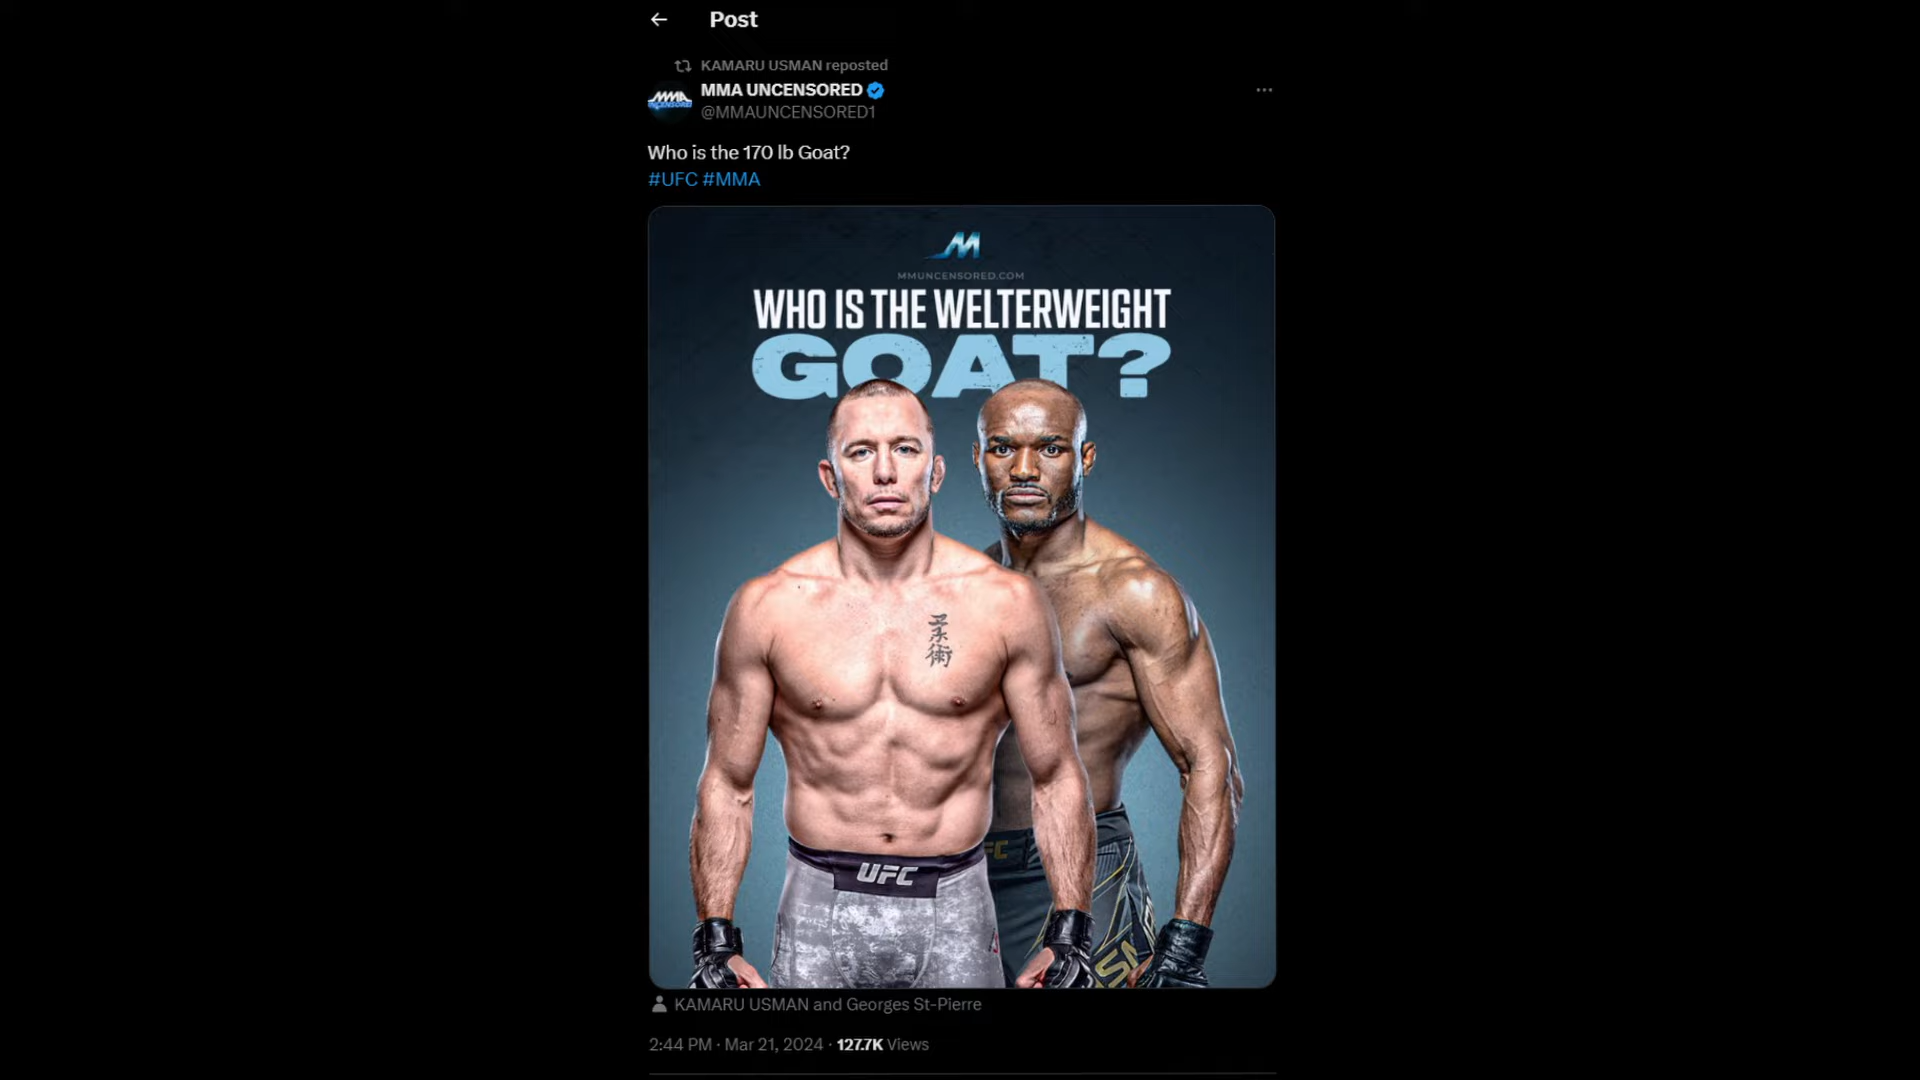 Post
KAMARU USMAN reposted
MMA UNCENSORED
@MMAUNCENSORED1
Who is the 170 lb Goat?
#UFC #MMA
M
MMUNCENSORED.COM
WHO IS THE WELTERWEIGHT
GOAT?
柔術
UFC
FC
KAMARU USMAN and Georges St-Pierre
2:44 PM · Mar 21, 2024 · 127.7K Views